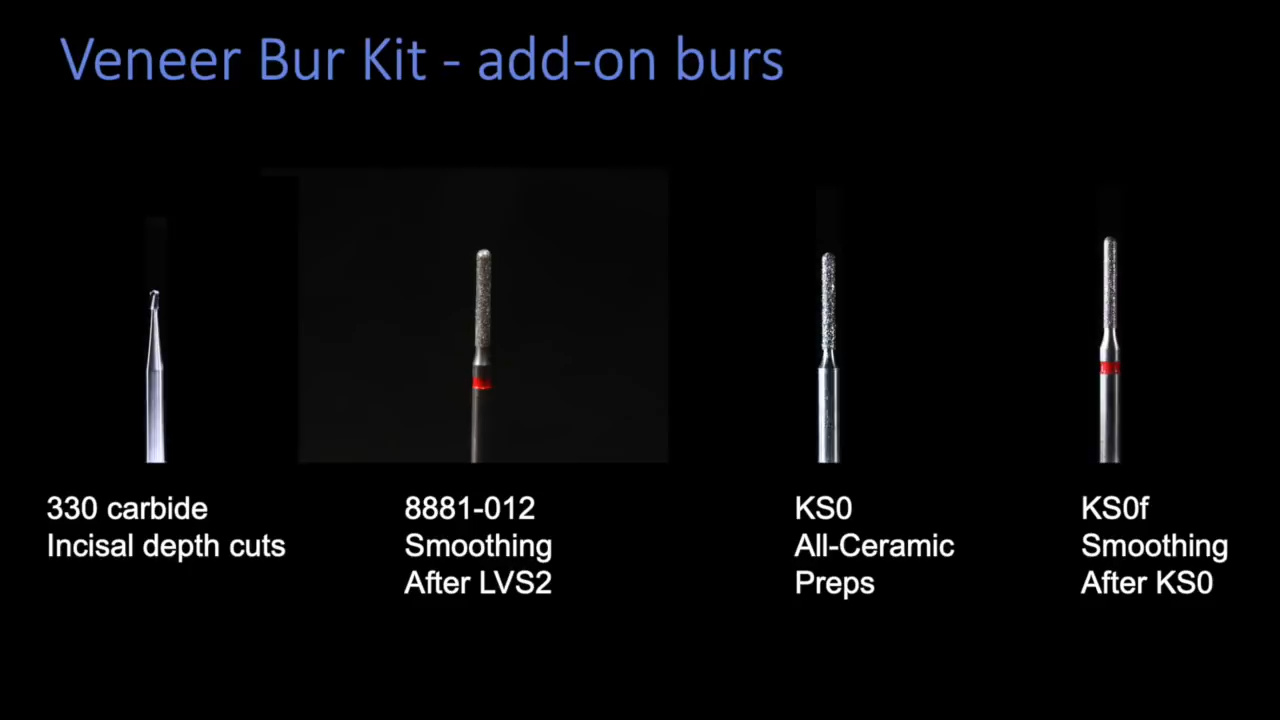 Veneer Bur Kit - add-on burs
330 carbide
Incisal depth cuts
8881-012
Smoothing
After LVS2
KS0
All-Ceramic
Preps
KS0f
Smoothing
After KS0